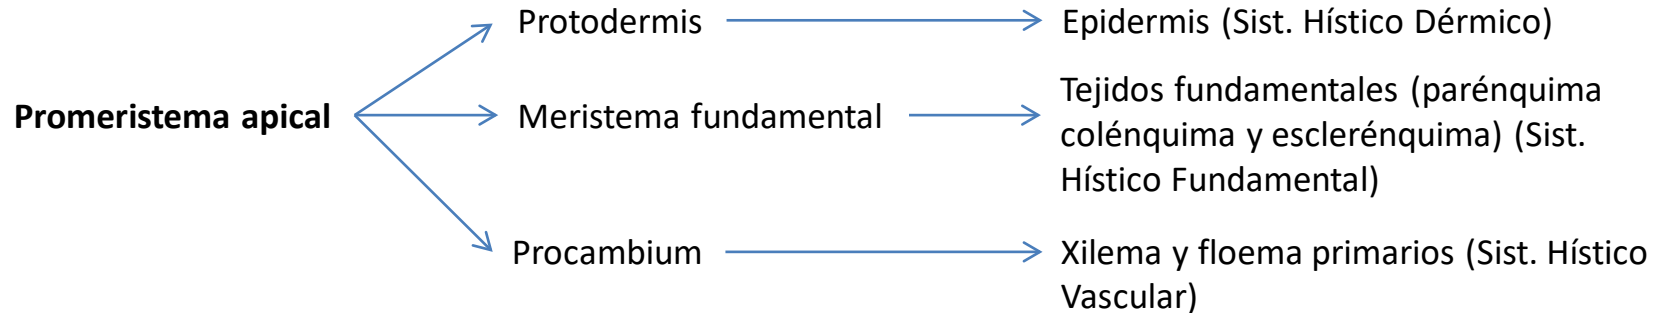 Protodermis
Epidermis (Sist. Hístico Dérmico)
Promeristema apical
Meristema fundamental
Tejidos fundamentales (parénquima
colénquima y esclerénquima) (Sist.
Hístico Fundamental)
Procambium
Xilema y floema primarios (Sist. Hístico
Vascular)